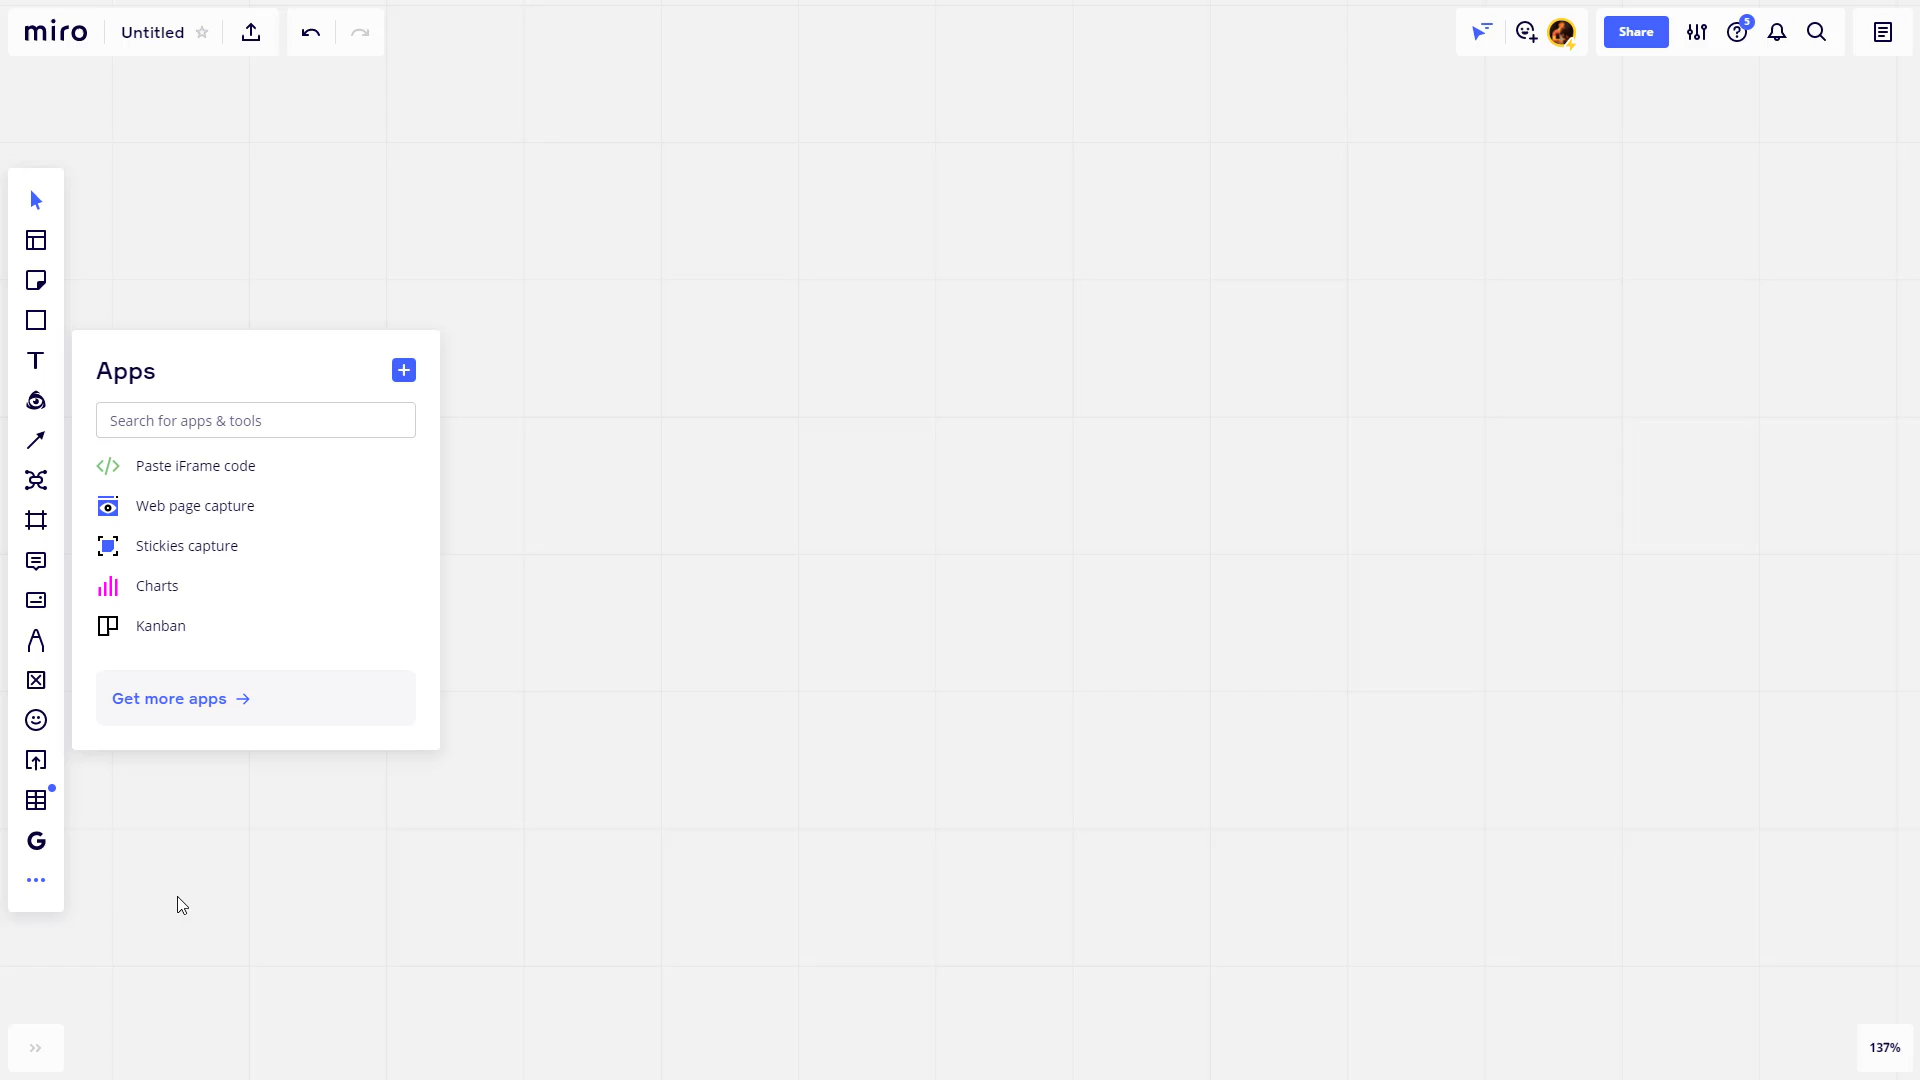 miro
Untitled
Share
5
Apps
Search for apps & tools
Paste iFrame code
Web page capture
Stickies capture
Charts
Kanban
Get more apps →
137%